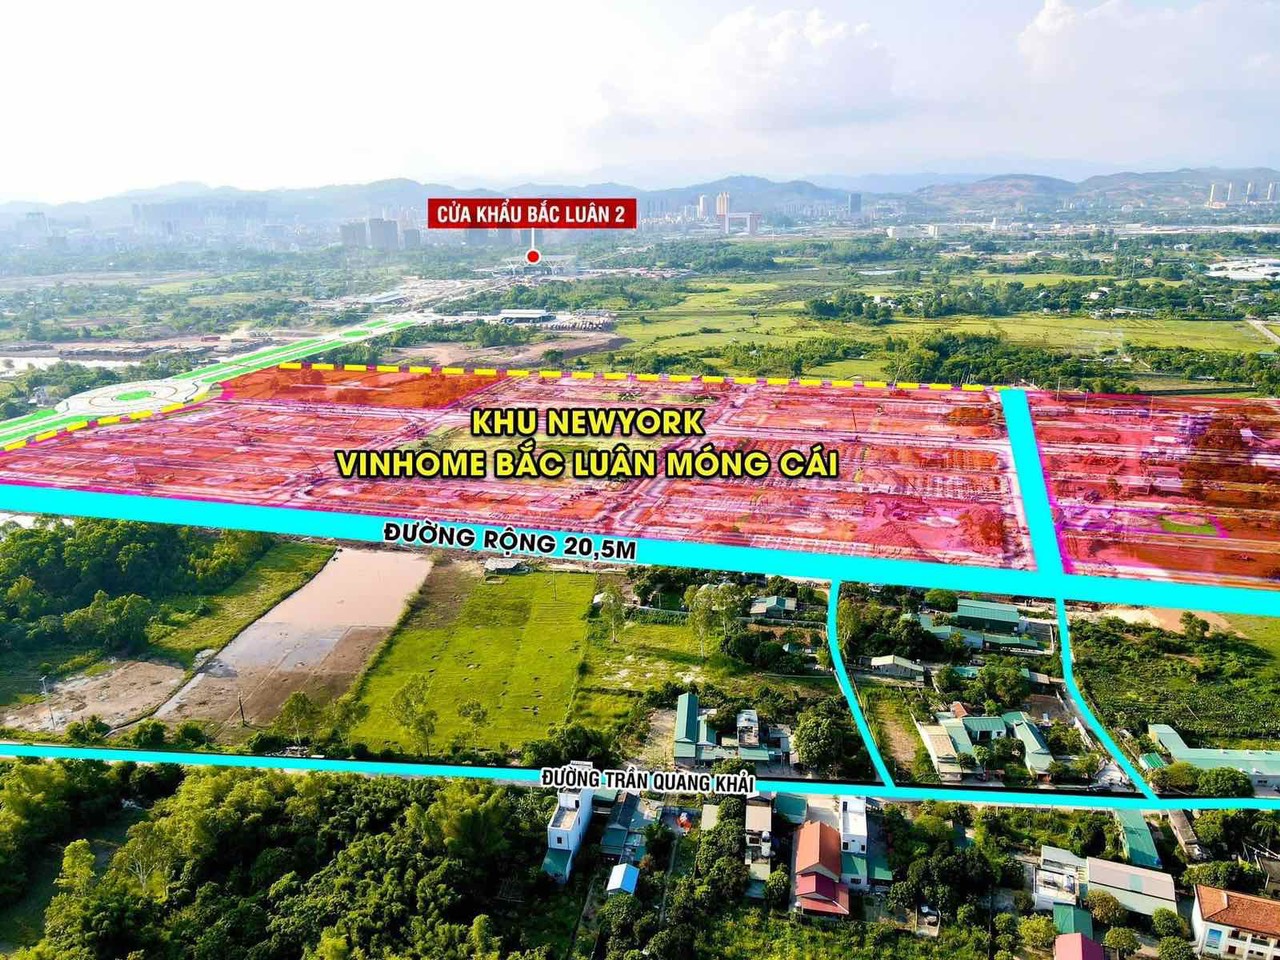 CỬA KHẨU BẮC LUÂN 2
KHU NEWYORK
VINHOME BẮC LUÂN MÓNG CÁI
ĐƯỜNG RỘNG 20,5M
ĐƯỜNG TRẦN QUANG KHẢI